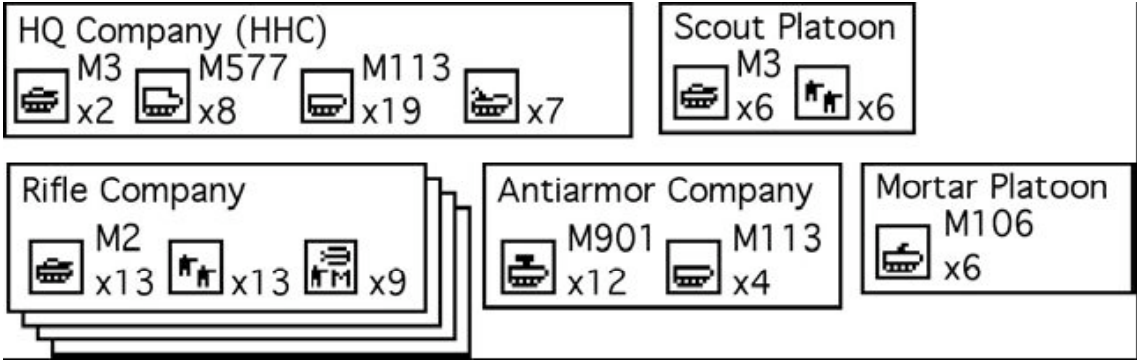 HQ Company (HHC)
M3 x2 M577 x8 M113 x19 x7
Scout Platoon
M3 x6 x6
Rifle Company
M2 x13 x13 M x9
Antiarmor Company
M901 x12 M113 x4
Mortar Platoon
M106 x6